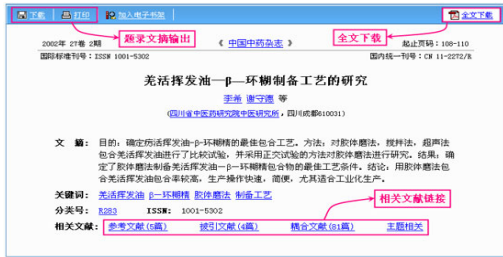 下载 打印 加入电子书架 全文下载
题录文摘输出 全文下载
2002年 27卷 2期 《 中国中药杂志 》 起止页码：108-110
国际标准刊号：ISSN 1001-5302 国内统一刊号：CN 11-2272/R
羌活挥发油—β—环糊制备工艺的研究
李希 谢守德 等
(四川省中医药研究院中医研究所，四川成都610031)
文 摘： 目的：确定羌活挥发油-β-环糊精的最佳包合工艺。方法：对胶体磨法，搅拌法，超声法
包合羌活挥发油进行了比较试验，并采用正交试验的方法对胶体磨法进行研究。结果：确
定了胶体磨法制备羌活挥发油—β—环糊精包合物的最佳工艺条件。结论：用胶体磨法包
合羌活挥发油包合率较高，生产操作快速，简便，尤其适合工业化生产。
关键词： 羌活挥发油 β—环糊精 胶体磨法 制备工艺
相关文献链接
分类号： R283 ISSN： 1001-5302
相关文献： 参考文献(5篇) 被引文献(4篇) 耦合文献(81篇) 主题相关